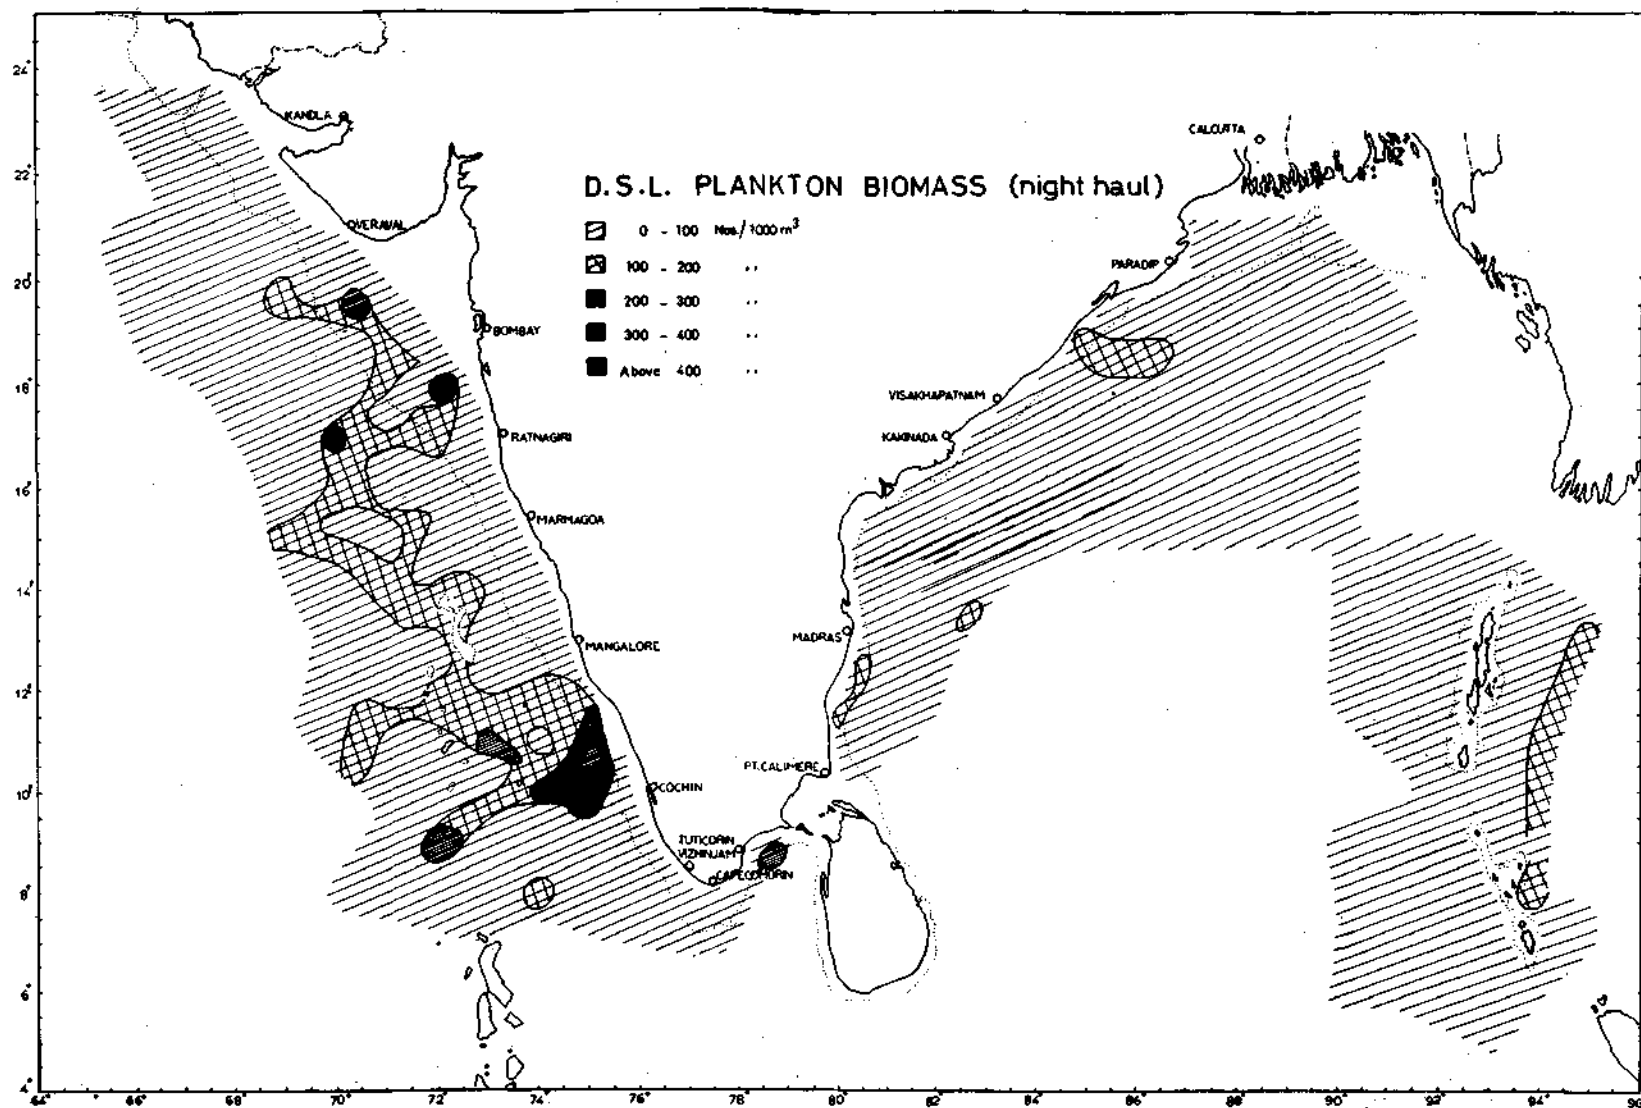 D.S.L. PLANKTON BIOMASS (night haul)
0 - 100 Nos./1000 m³
100 - 200 ,,
200 - 300 ,,
300 - 400 ,,
Above 400 ,,
KANDLA
VERAVAL
BOMBAY
RATNAGIRI
MARMAGOA
MANGALORE
COCHIN
TUTICORIN
VIZHINJAM
CAPECOMORIN
PT.CALIMERE
MADRAS
KAKINADA
VISAKHAPATNAM
PARADIP
CALCUTTA
24°
22°
20°
18°
16°
14°
12°
10°
8°
6°
4°
64° 66° 68° 70° 72° 74° 76° 78° 80 82° 84° 86° 88° 90° 92° 94° 96